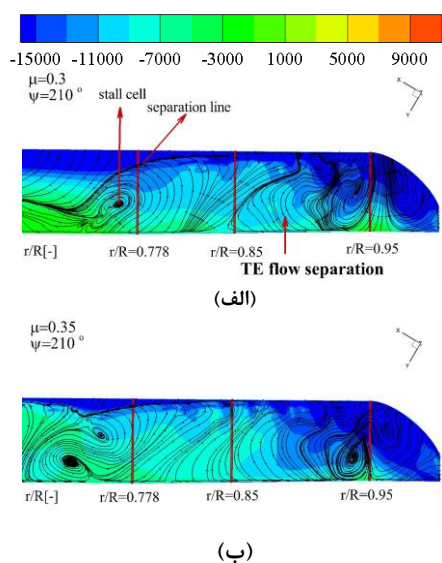 -15000 -11000 -7000 -3000 1000 5000 9000
μ=0.3
ψ=210 °
stall cell
separation line
X
Z
Y
r/R[-]
r/R=0.778
r/R=0.85
r/R=0.95
TE flow separation
(الف)
μ=0.35
ψ=210 °
X
Z
Y
r/R[-]
r/R=0.778
r/R=0.85
r/R=0.95
(ب)